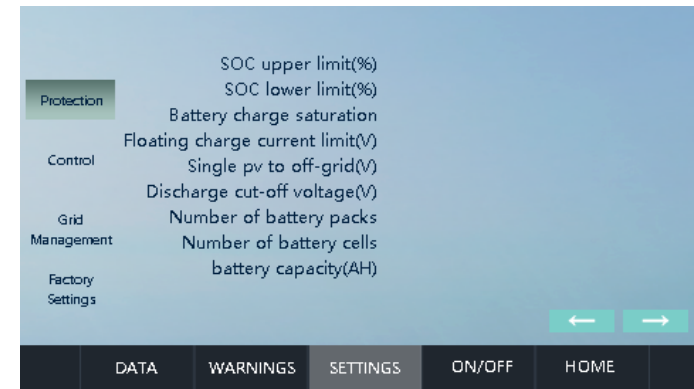 SOC upper limit(%)
SOC lower limit(%)
Battery charge saturation
Floating charge current limit(V)
Single pv to off-grid(V)
Discharge cut-off voltage(V)
Number of battery packs
Number of battery cells
battery capacity(AH)
Protection
Control
Grid
Management
Factory
Settings
DATA
WARNINGS
SETTINGS
ON/OFF
HOME